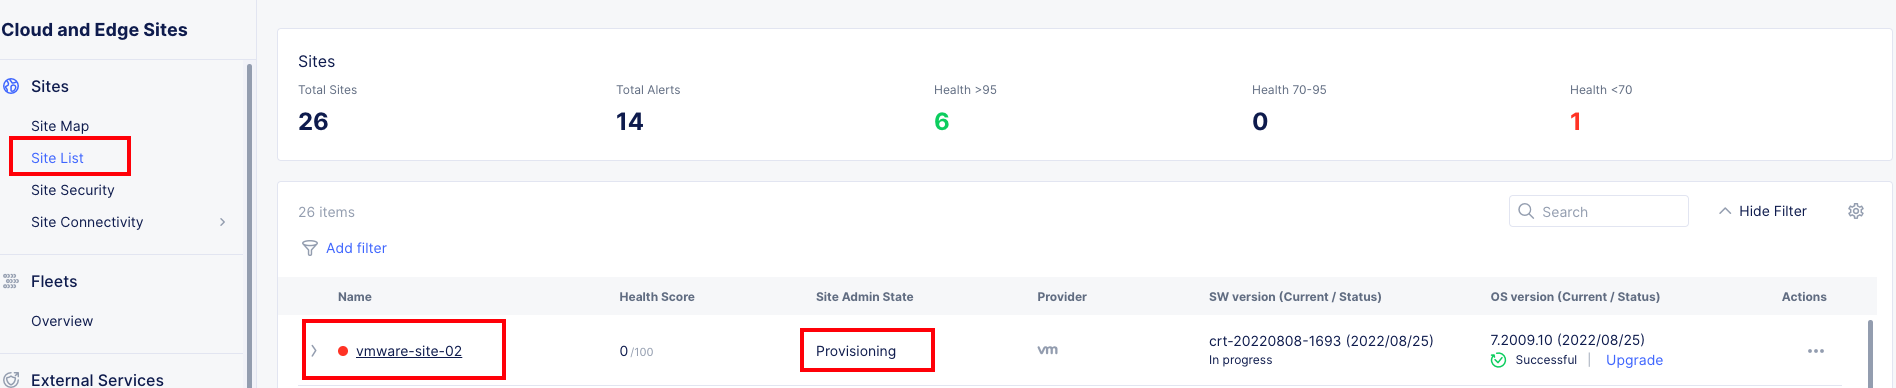 Cloud and Edge Sites
Sites
Site Map
Site List
Site Security
Site Connectivity
Fleets
Overview
External Services
Sites
Total Sites
Total Alerts
Health >95
Health 70-95
Health <70
26
14
6
0
1
26 items
Search
Hide Filter
Add filter
Name
Health Score
Site Admin State
Provider
SW version (Current / Status)
OS version (Current / Status)
Actions
vmware-site-02
0 /100
Provisioning
vm
crt-20220808-1693 (2022/08/25)
In progress
7.2009.10 (2022/08/25)
Successful | Upgrade